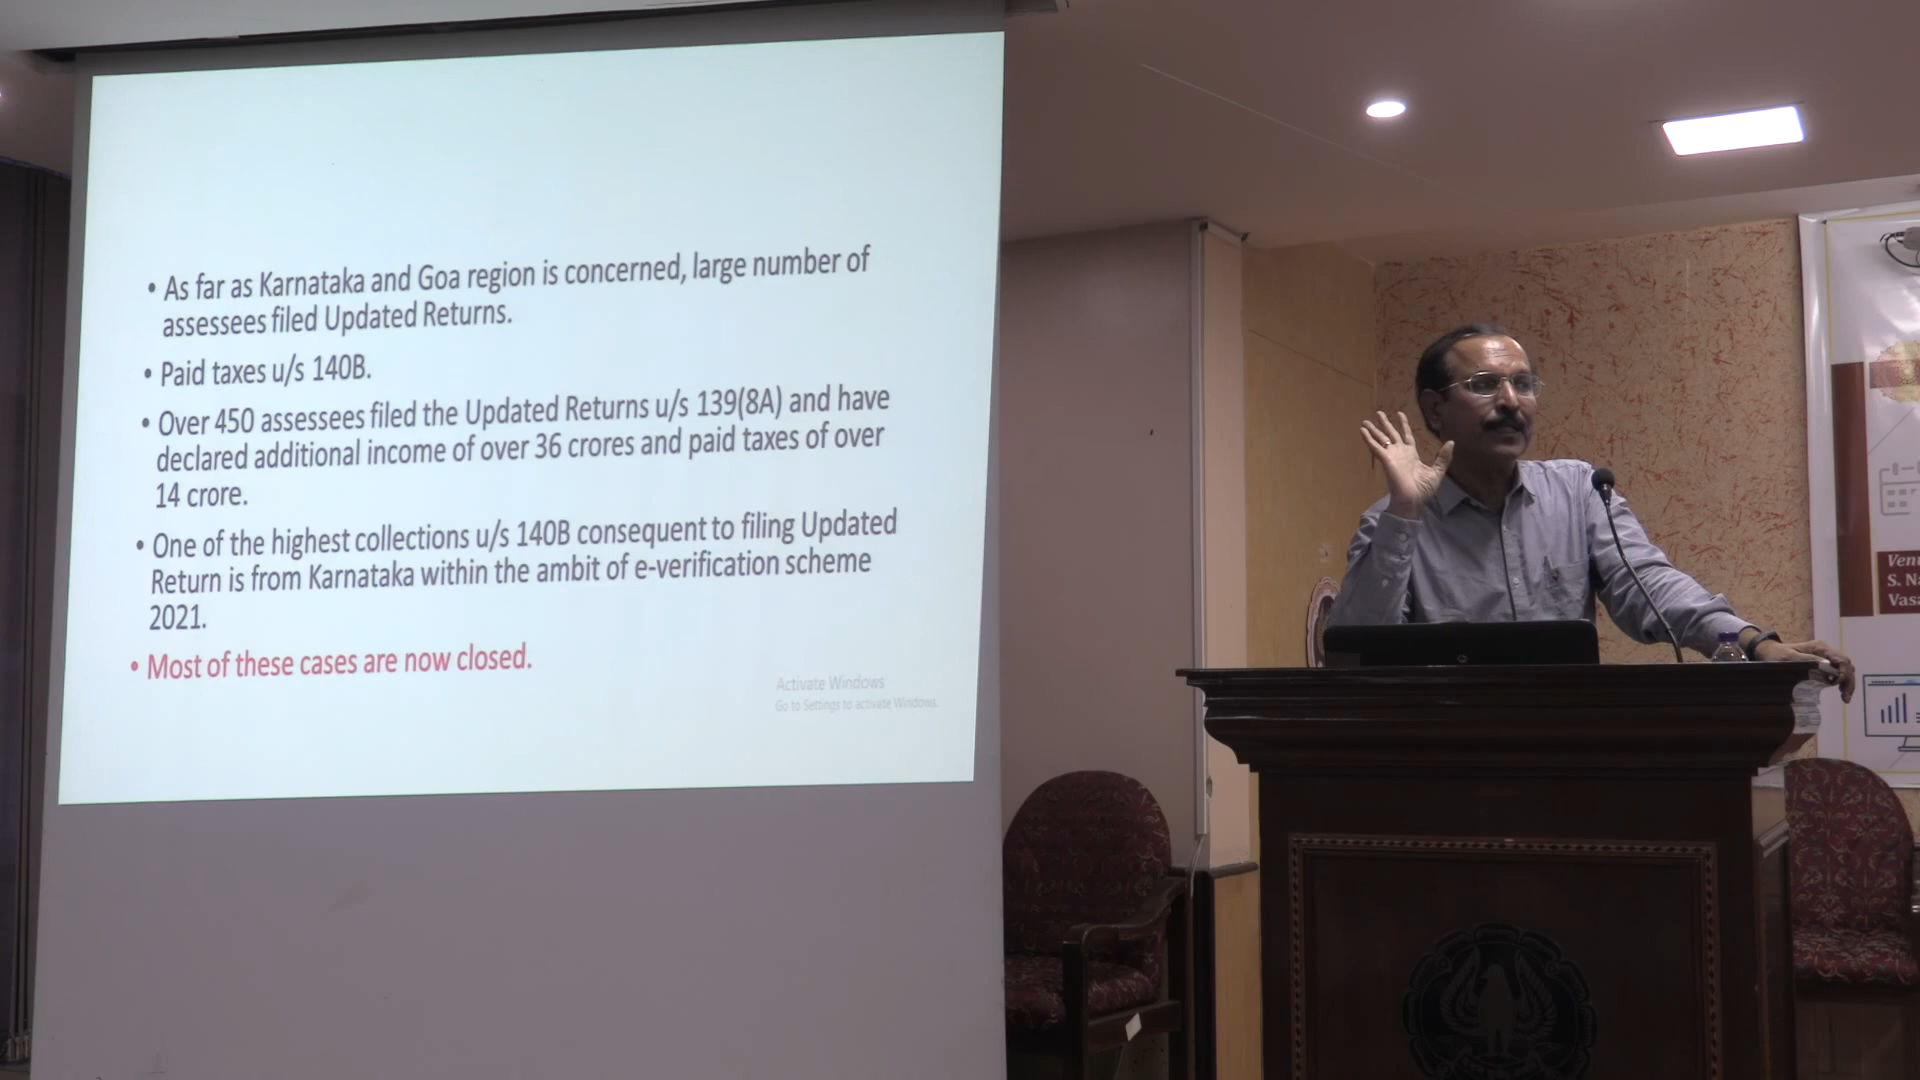 • As far as Karnataka and Goa region is concerned, large number of
assessees filed Updated Returns.
• Paid taxes u/s 140B.
• Over 450 assessees filed the Updated Returns u/s 139(8A) and have
declared additional income of over 36 crores and paid taxes of over
14 crore.
• One of the highest collections u/s 140B consequent to filing Updated
Return is from Karnataka within the ambit of e-verification scheme
2021.
• Most of these cases are now closed.
Activate Windows
Go to Settings to activate Windows.